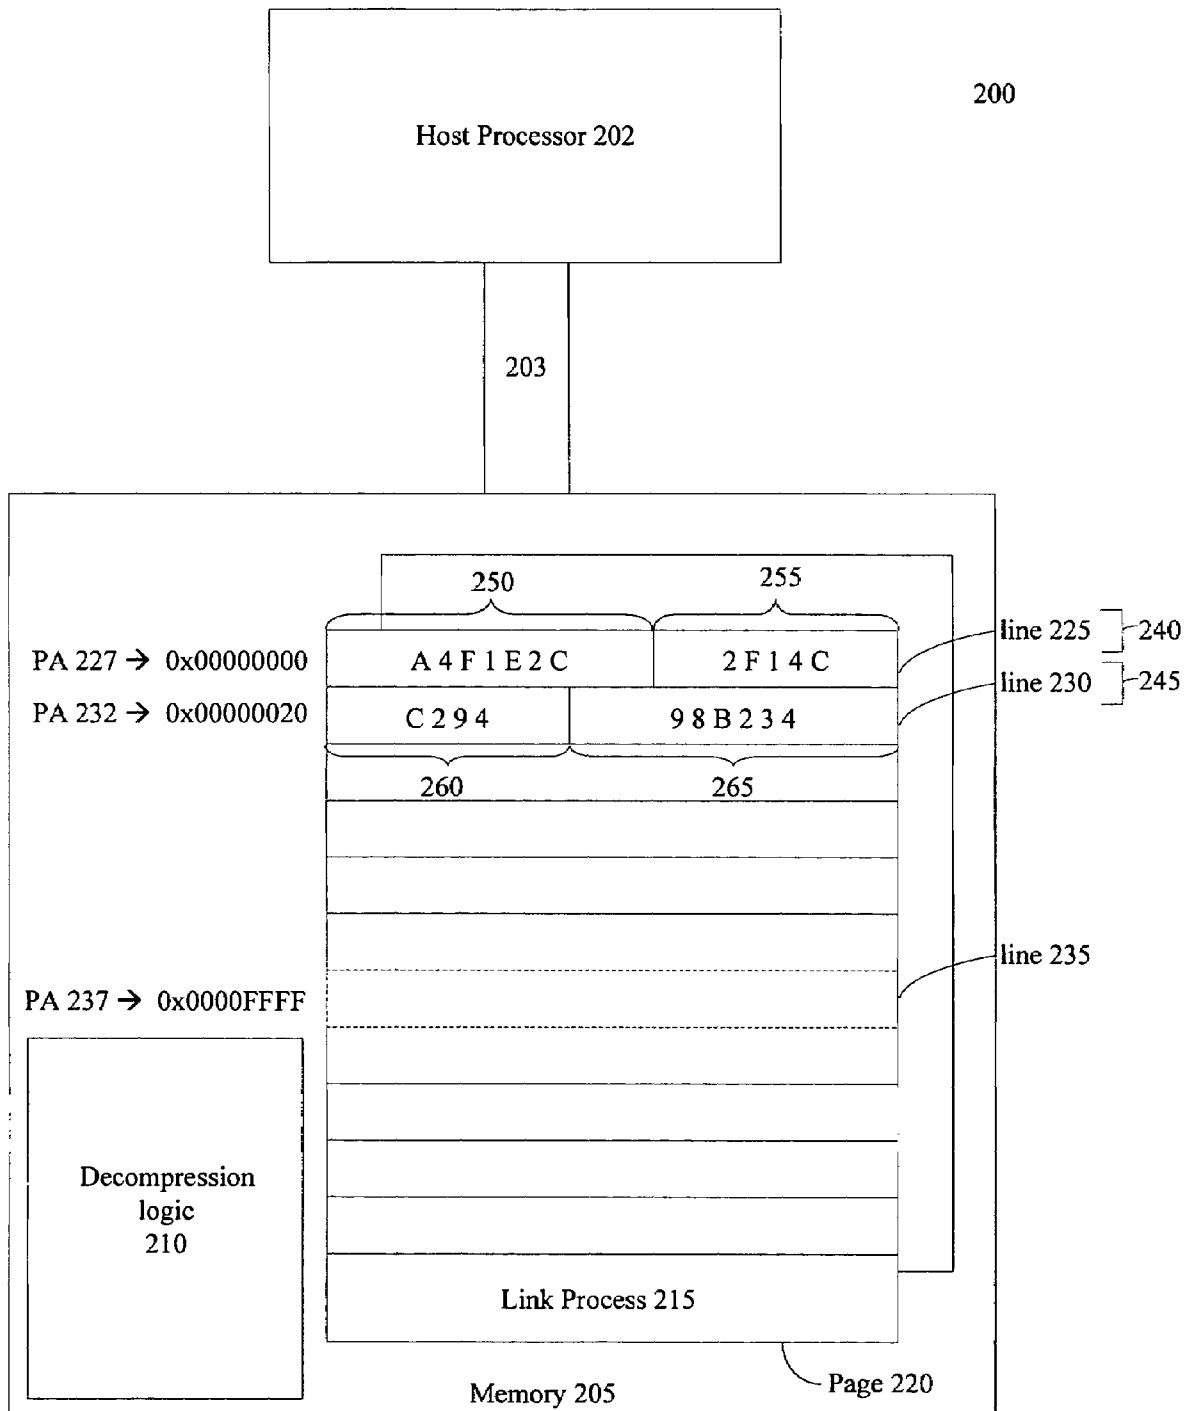 200
Host Processor 202
203
250
255
PA 227 → 0x00000000
A 4 F 1 E 2 C
2 F 1 4 C
line 225
240
PA 232 → 0x00000020
C 2 9 4
9 8 B 2 3 4
line 230
245
260
265
line 235
PA 237 → 0x0000FFFF
Decompression
logic
210
Link Process 215
Page 220
Memory 205